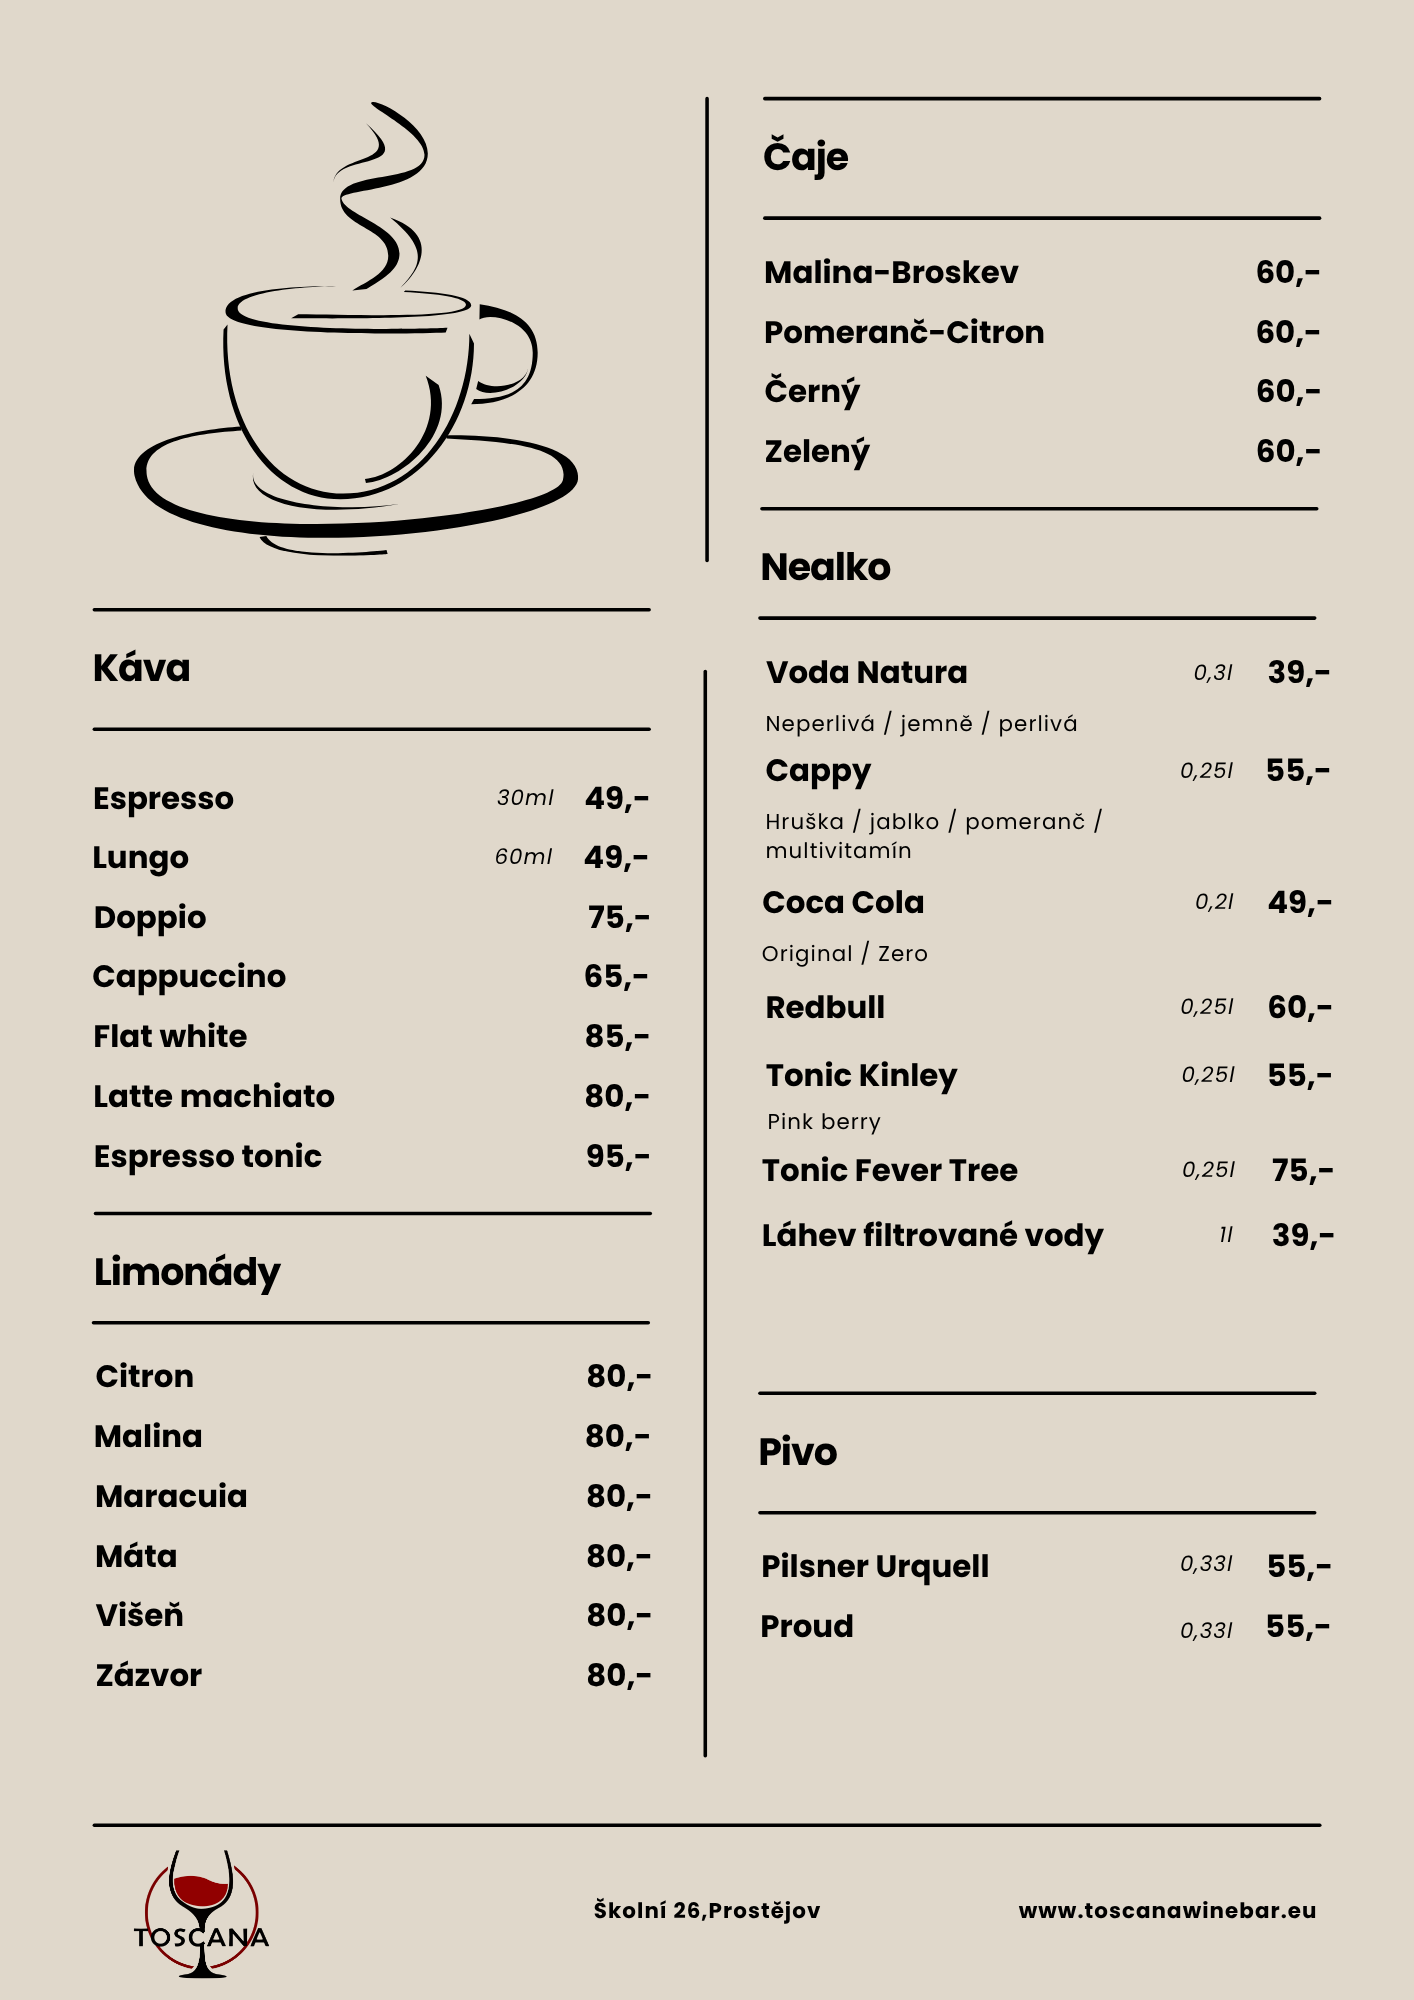 Káva
Espresso 30ml 49,-
Lungo 60ml 49,-
Doppio 75,-
Cappuccino 65,-
Flat white 85,-
Latte machiato 80,-
Espresso tonic 95,-
Limonády
Citron 80,-
Malina 80,-
Maracuia 80,-
Máta 80,-
Višeň 80,-
Zázvor 80,-
Čaje
Malina-Broskev 60,-
Pomeranč-Citron 60,-
Černý 60,-
Zelený 60,-
Nealko
Voda Natura 0,3l 39,-
Neperlivá / jemně / perlivá
Cappy 0,25l 55,-
Hruška / jablko / pomeranč /
multivitamín
Coca Cola 0,2l 49,-
Original / Zero
Redbull 0,25l 60,-
Tonic Kinley 0,25l 55,-
Pink berry
Tonic Fever Tree 0,25l 75,-
Láhev filtrované vody 1l 39,-
Pivo
Pilsner Urquell 0,33l 55,-
Proud 0,33l 55,-
TOSCANA
Školní 26,Prostějov
www.toscanawinebar.eu